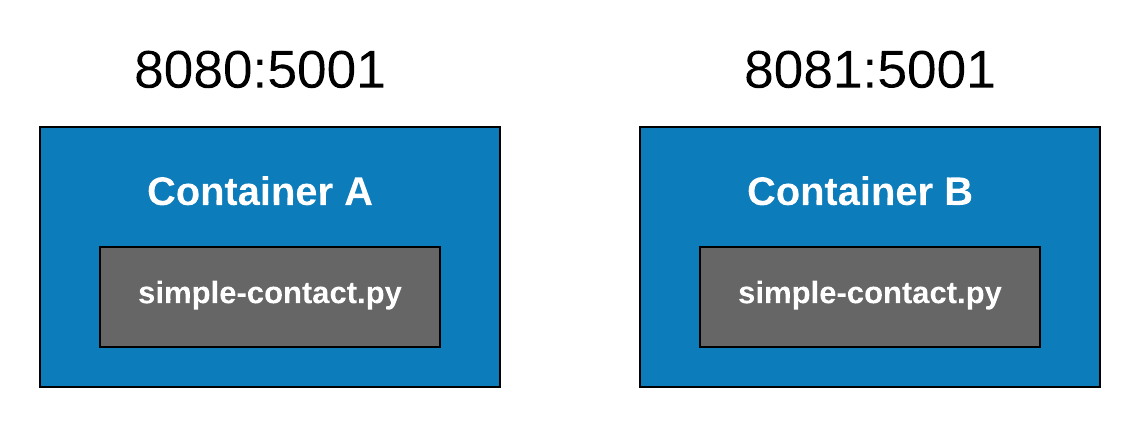 8080:5001
8081:5001
Container A
Container B
simple-contact.py
simple-contact.py